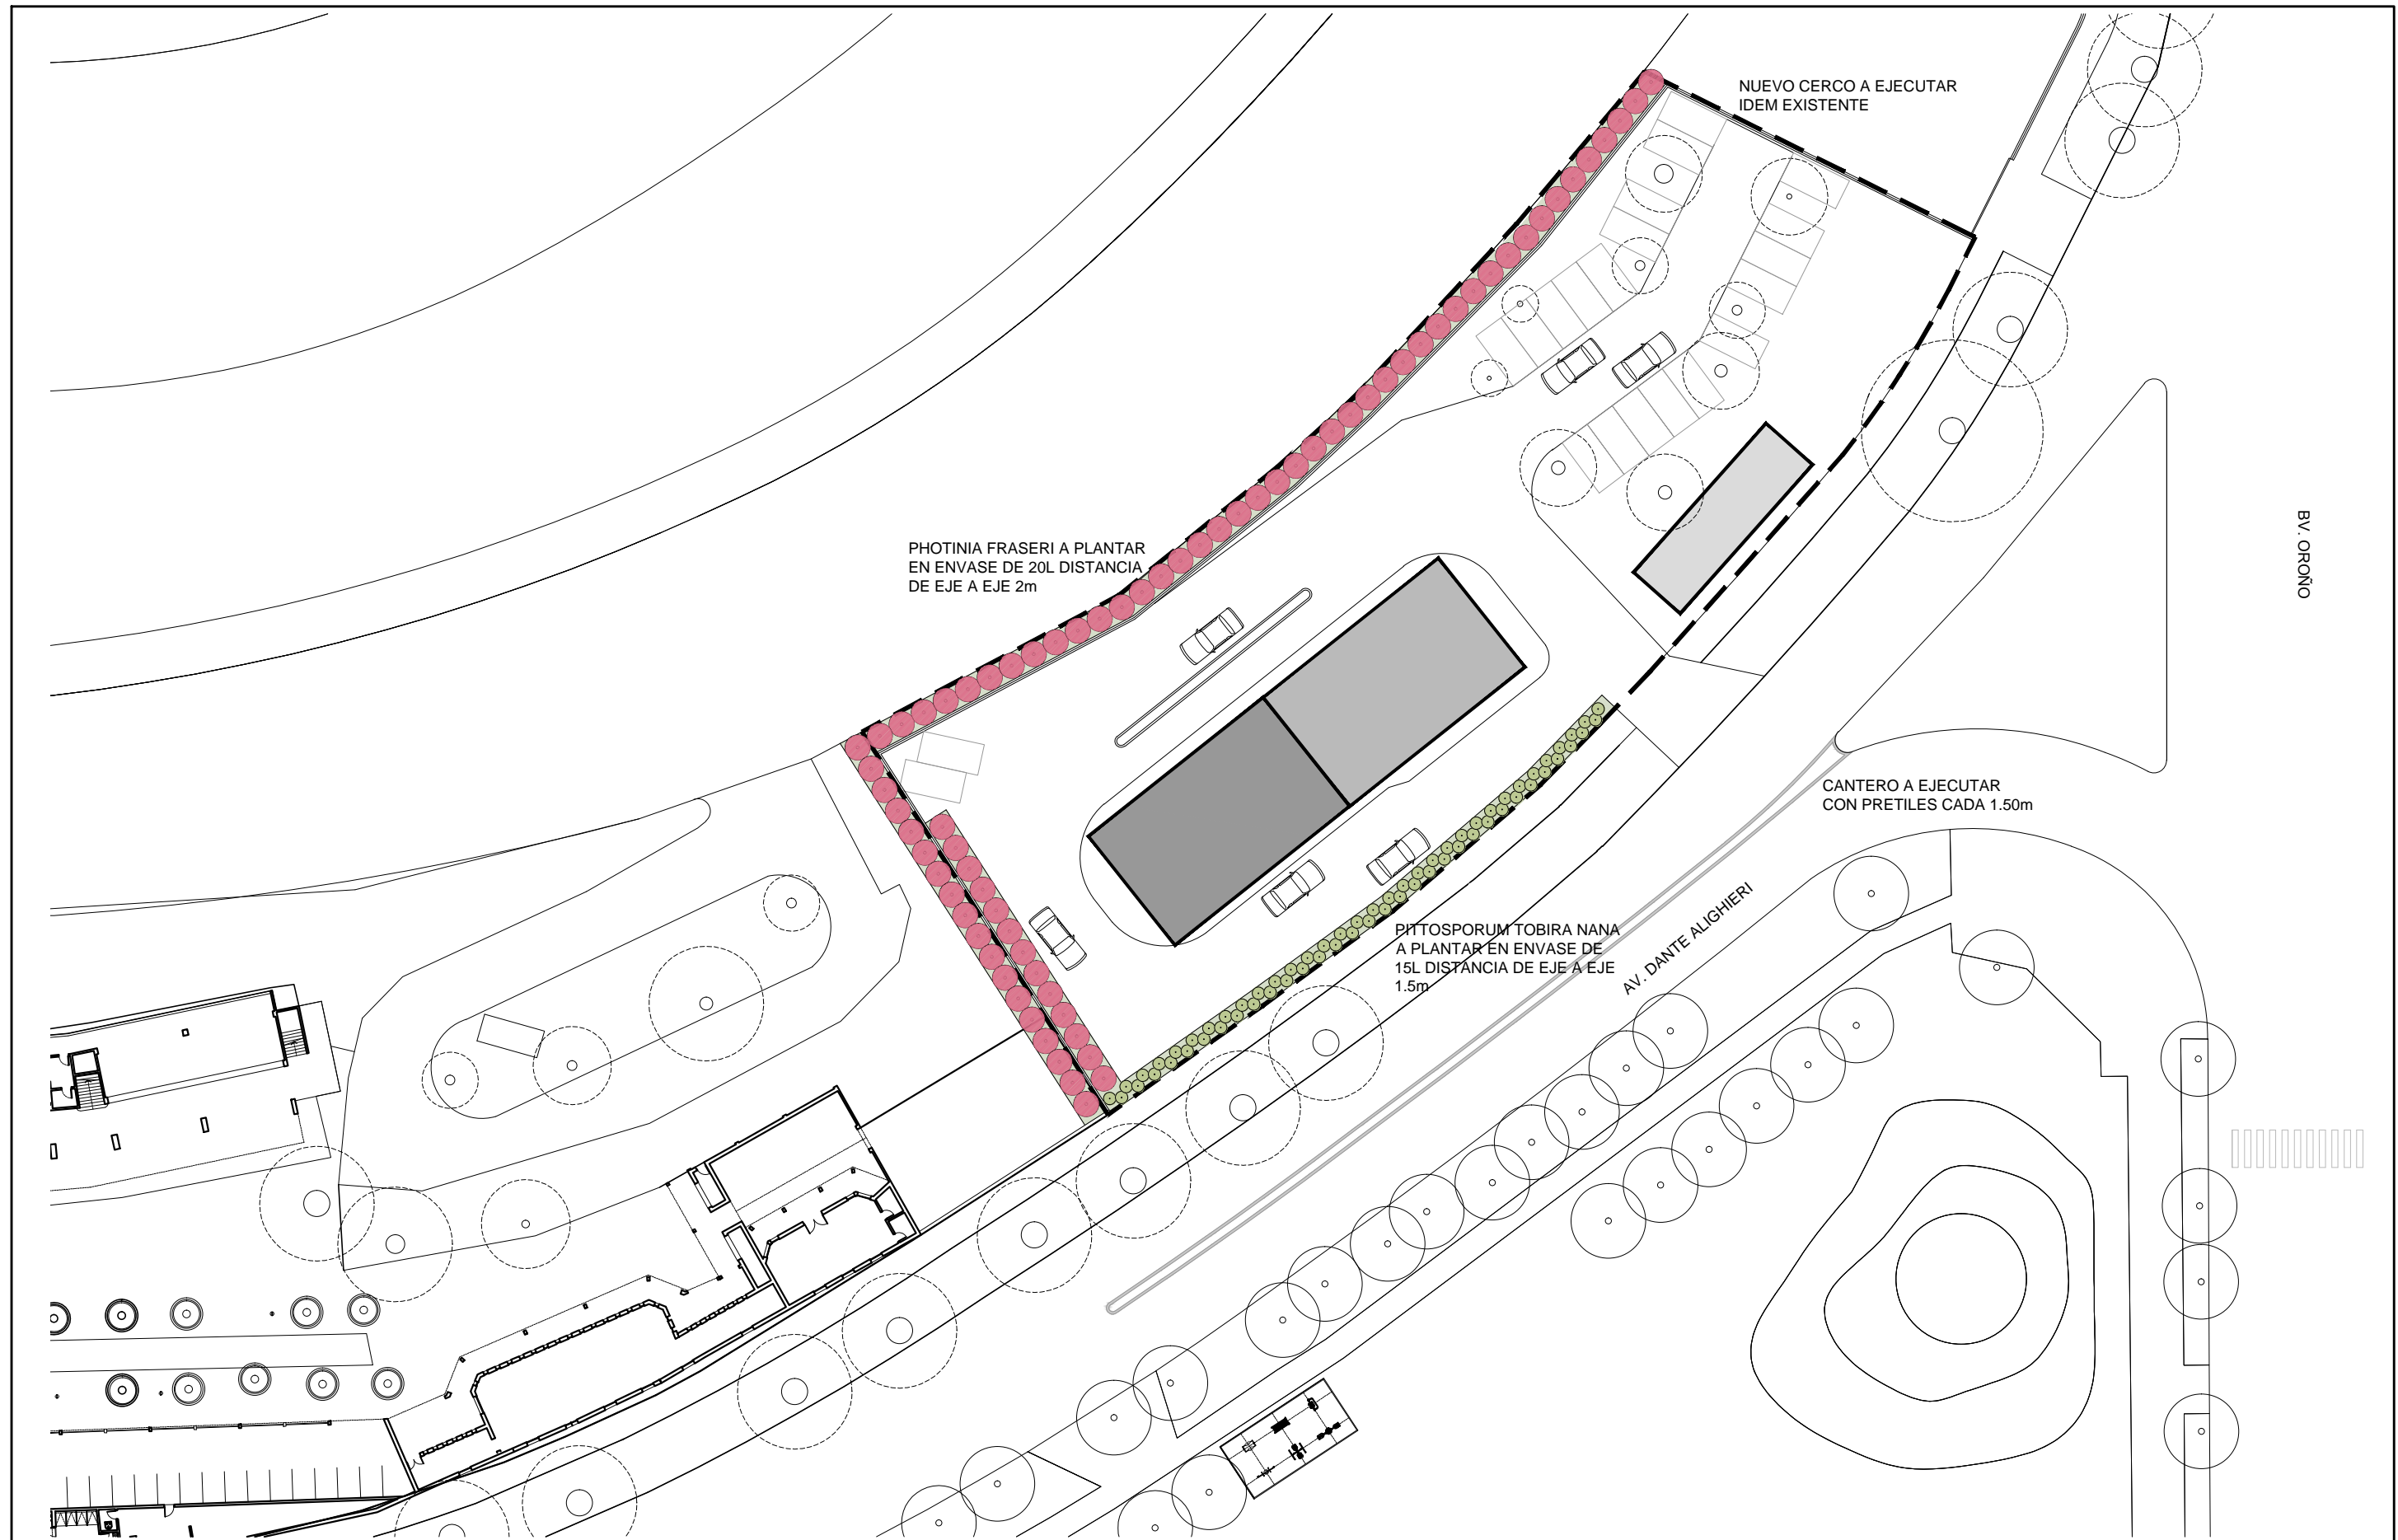 NUEVO CERCO A EJECUTAR
IDEM EXISTENTE
PHOTINIA FRASERI A PLANTAR
EN ENVASE DE 20L DISTANCIA
DE EJE A EJE 2m
BV. OROÑO
CANTERO A EJECUTAR
CON PRETILES CADA 1.50m
PITTOSPORUM TOBIRA NANA
A PLANTAR EN ENVASE DE
15L DISTANCIA DE EJE A EJE
1.5m
AV. DANTE ALIGHIERI